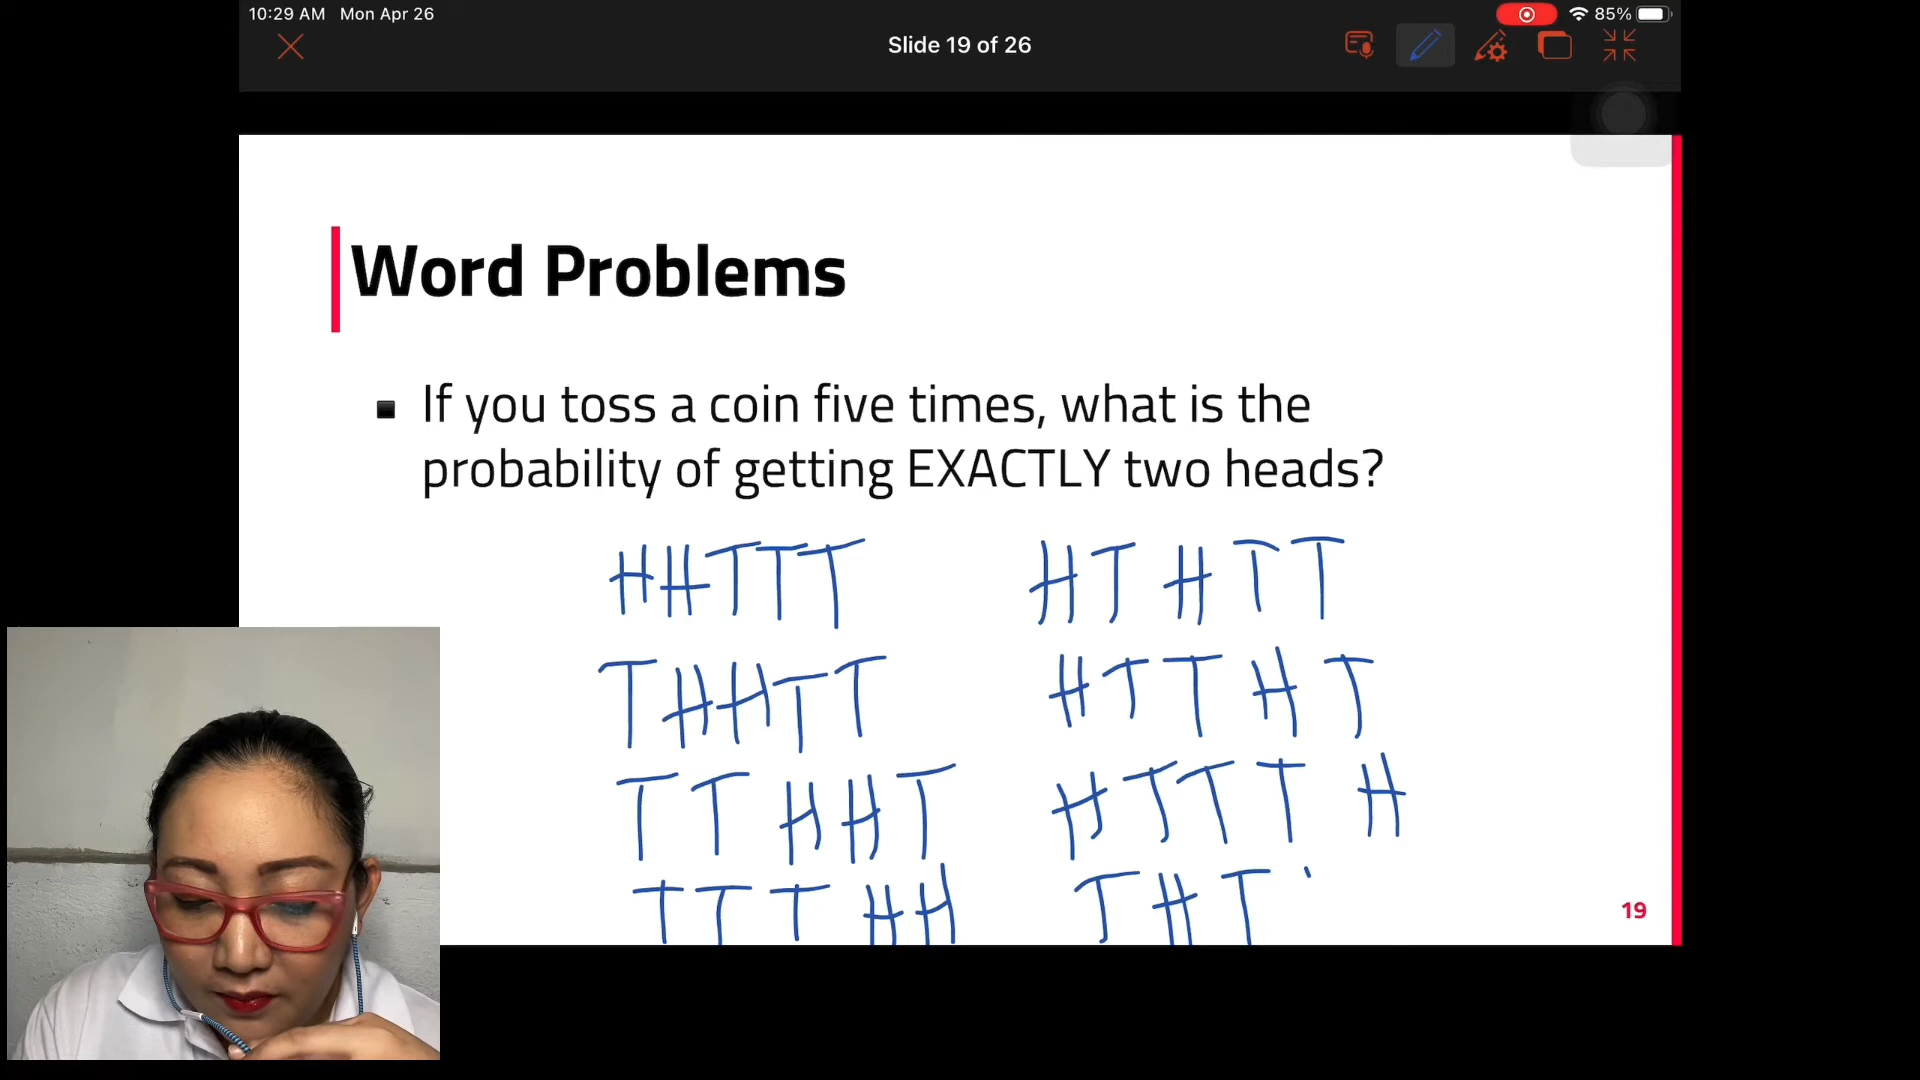 10:29 AM Mon Apr 26
85%
Slide 19 of 26
Word Problems
If you toss a coin five times, what is the
probability of getting EXACTLY two heads?
HHTTT
HTHTT
THHTT
HTTHT
TTHHT
HTTTH
TTTHH
THT
19